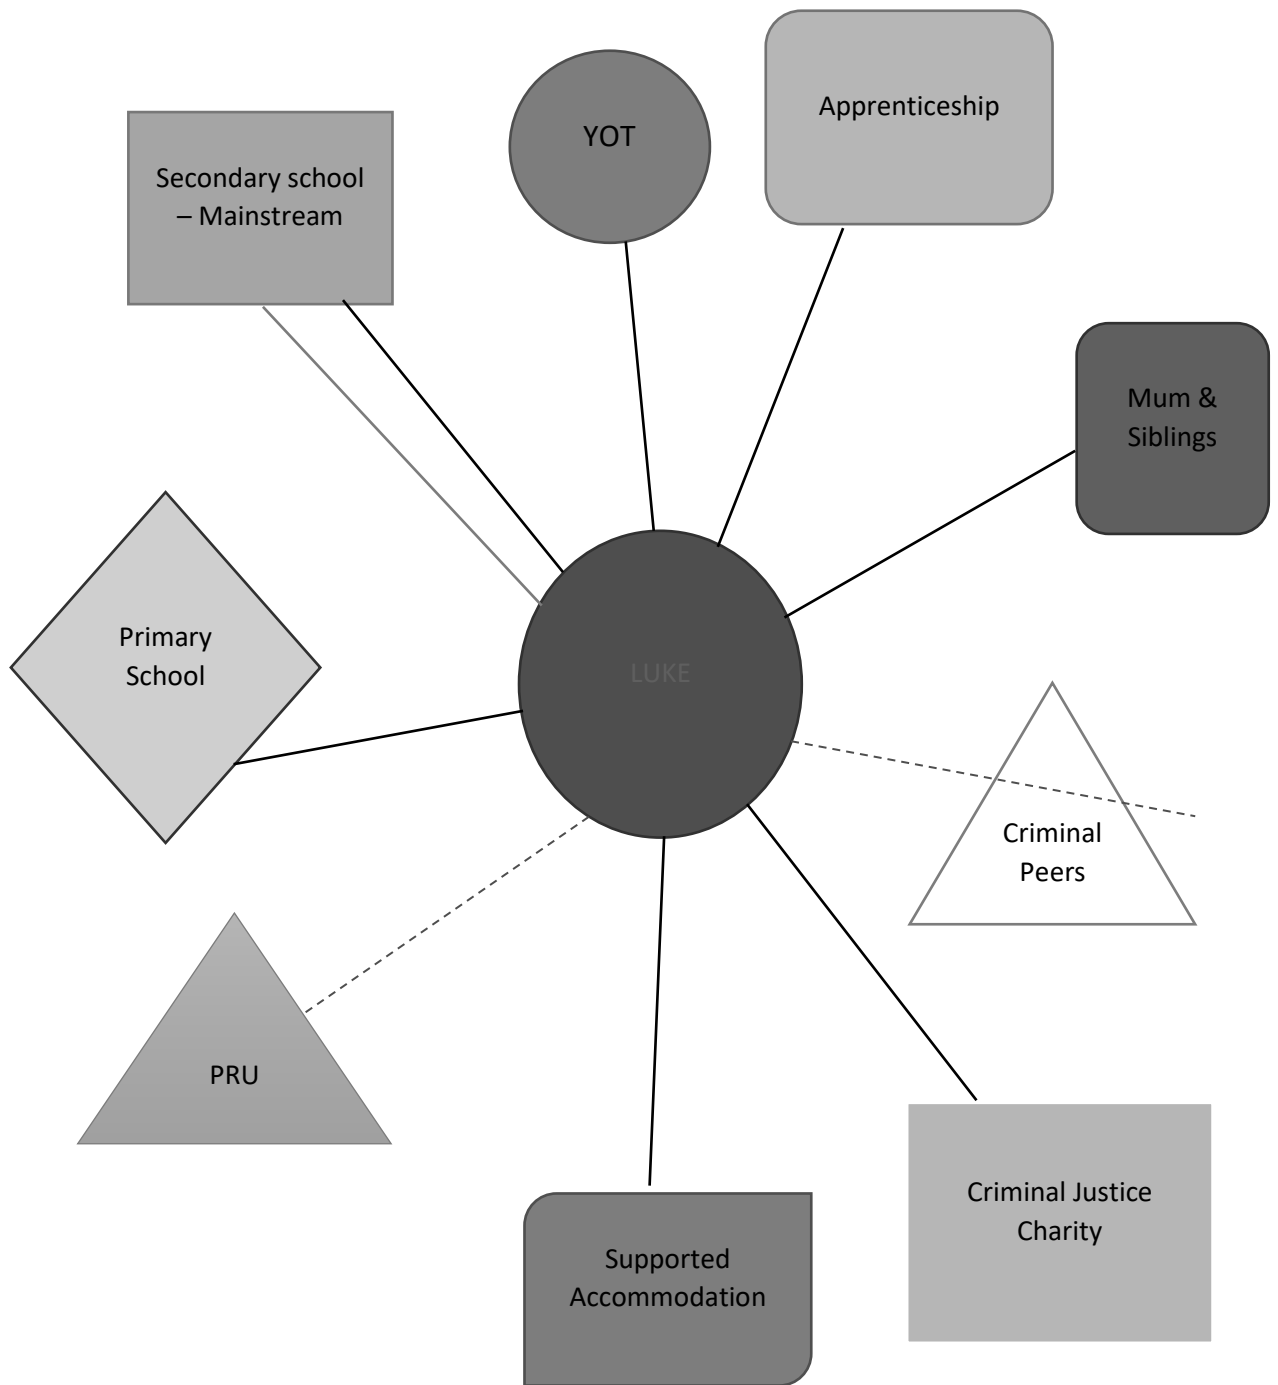 Apprenticeship
YOT
Secondary school
– Mainstream
Mum &
Siblings
Primary
School
LUKE
Criminal
Peers
PRU
Criminal Justice
Charity
Supported
Accommodation